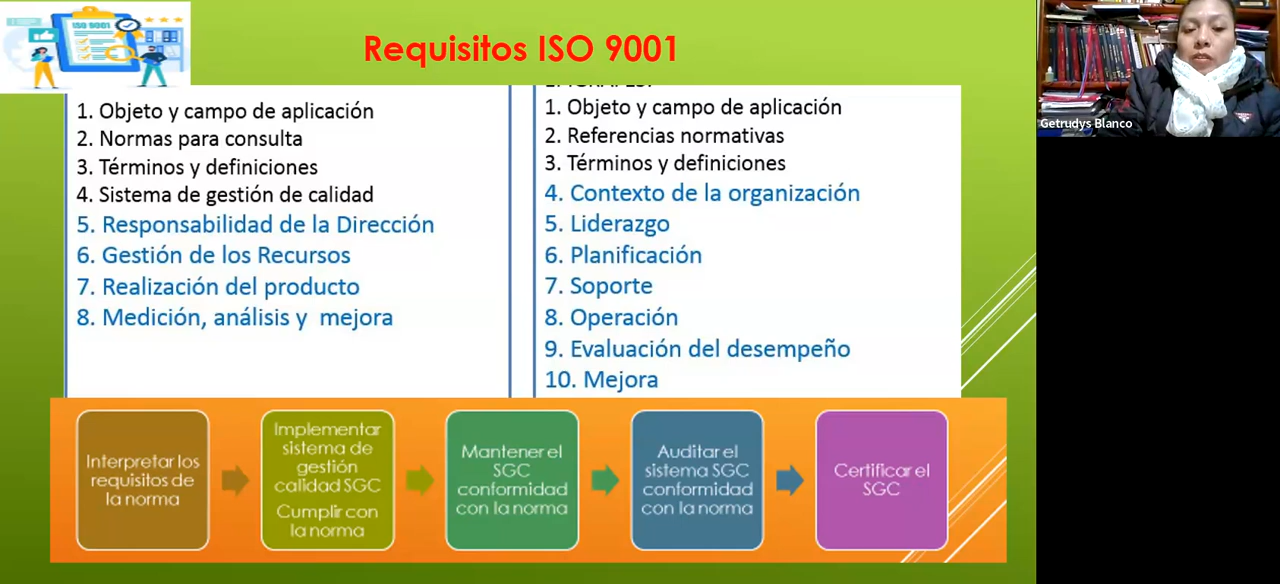 ISO 9001
Requisitos ISO 9001
1. Objeto y campo de aplicación
2. Normas para consulta
3. Términos y definiciones
4. Sistema de gestión de calidad
5. Responsabilidad de la Dirección
6. Gestión de los Recursos
7. Realización del producto
8. Medición, análisis y mejora
1. Objeto y campo de aplicación
2. Referencias normativas
3. Términos y definiciones
4. Contexto de la organización
5. Liderazgo
6. Planificación
7. Soporte
8. Operación
9. Evaluación del desempeño
10. Mejora
Interpretar los
requisitos de
la norma
Implementar
sistema de
gestión
calidad SGC
Cumplir con
la norma
Mantener el
SGC
conformidad
con la norma
Auditar el
sistema SGC
conformidad
con la norma
Certificar el
SGC
Getrudys Blanco